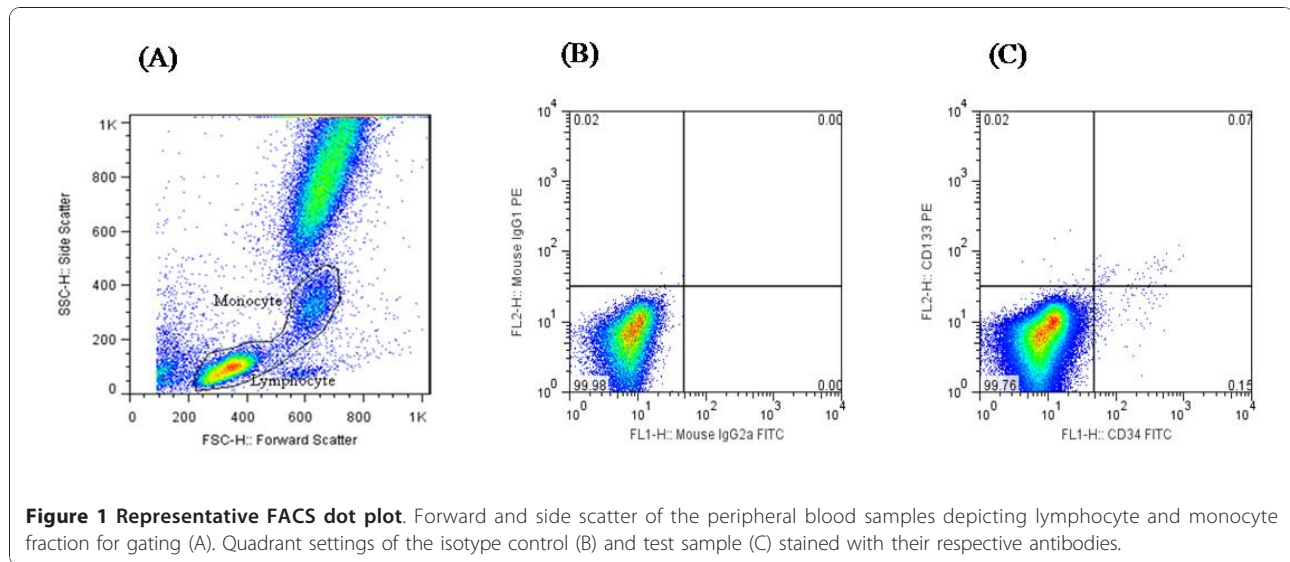 (A)
(B)
(C)
1K
800
600
400
200
0
SSC-H:: Side Scatter
Monocyte
Lymphocyte
0 200 400 600 800 1K
FSC-H:: Forward Scatter
10^4
10^3
10^2
10^1
10^0
FL2-H:: Mouse IgG1 PE
0.02
0.00
99.98
0.00
10^0 10^1 10^2 10^3 10^4
FL1-H:: Mouse IgG2a FITC
10^4
10^3
10^2
10^1
10^0
FL2-H:: CD133 PE
0.02
0.07
99.76
0.15
10^0 10^1 10^2 10^3 10^4
FL1-H:: CD34 FITC
Figure 1 Representative FACS dot plot. Forward and side scatter of the peripheral blood samples depicting lymphocyte and monocyte
fraction for gating (A). Quadrant settings of the isotype control (B) and test sample (C) stained with their respective antibodies.